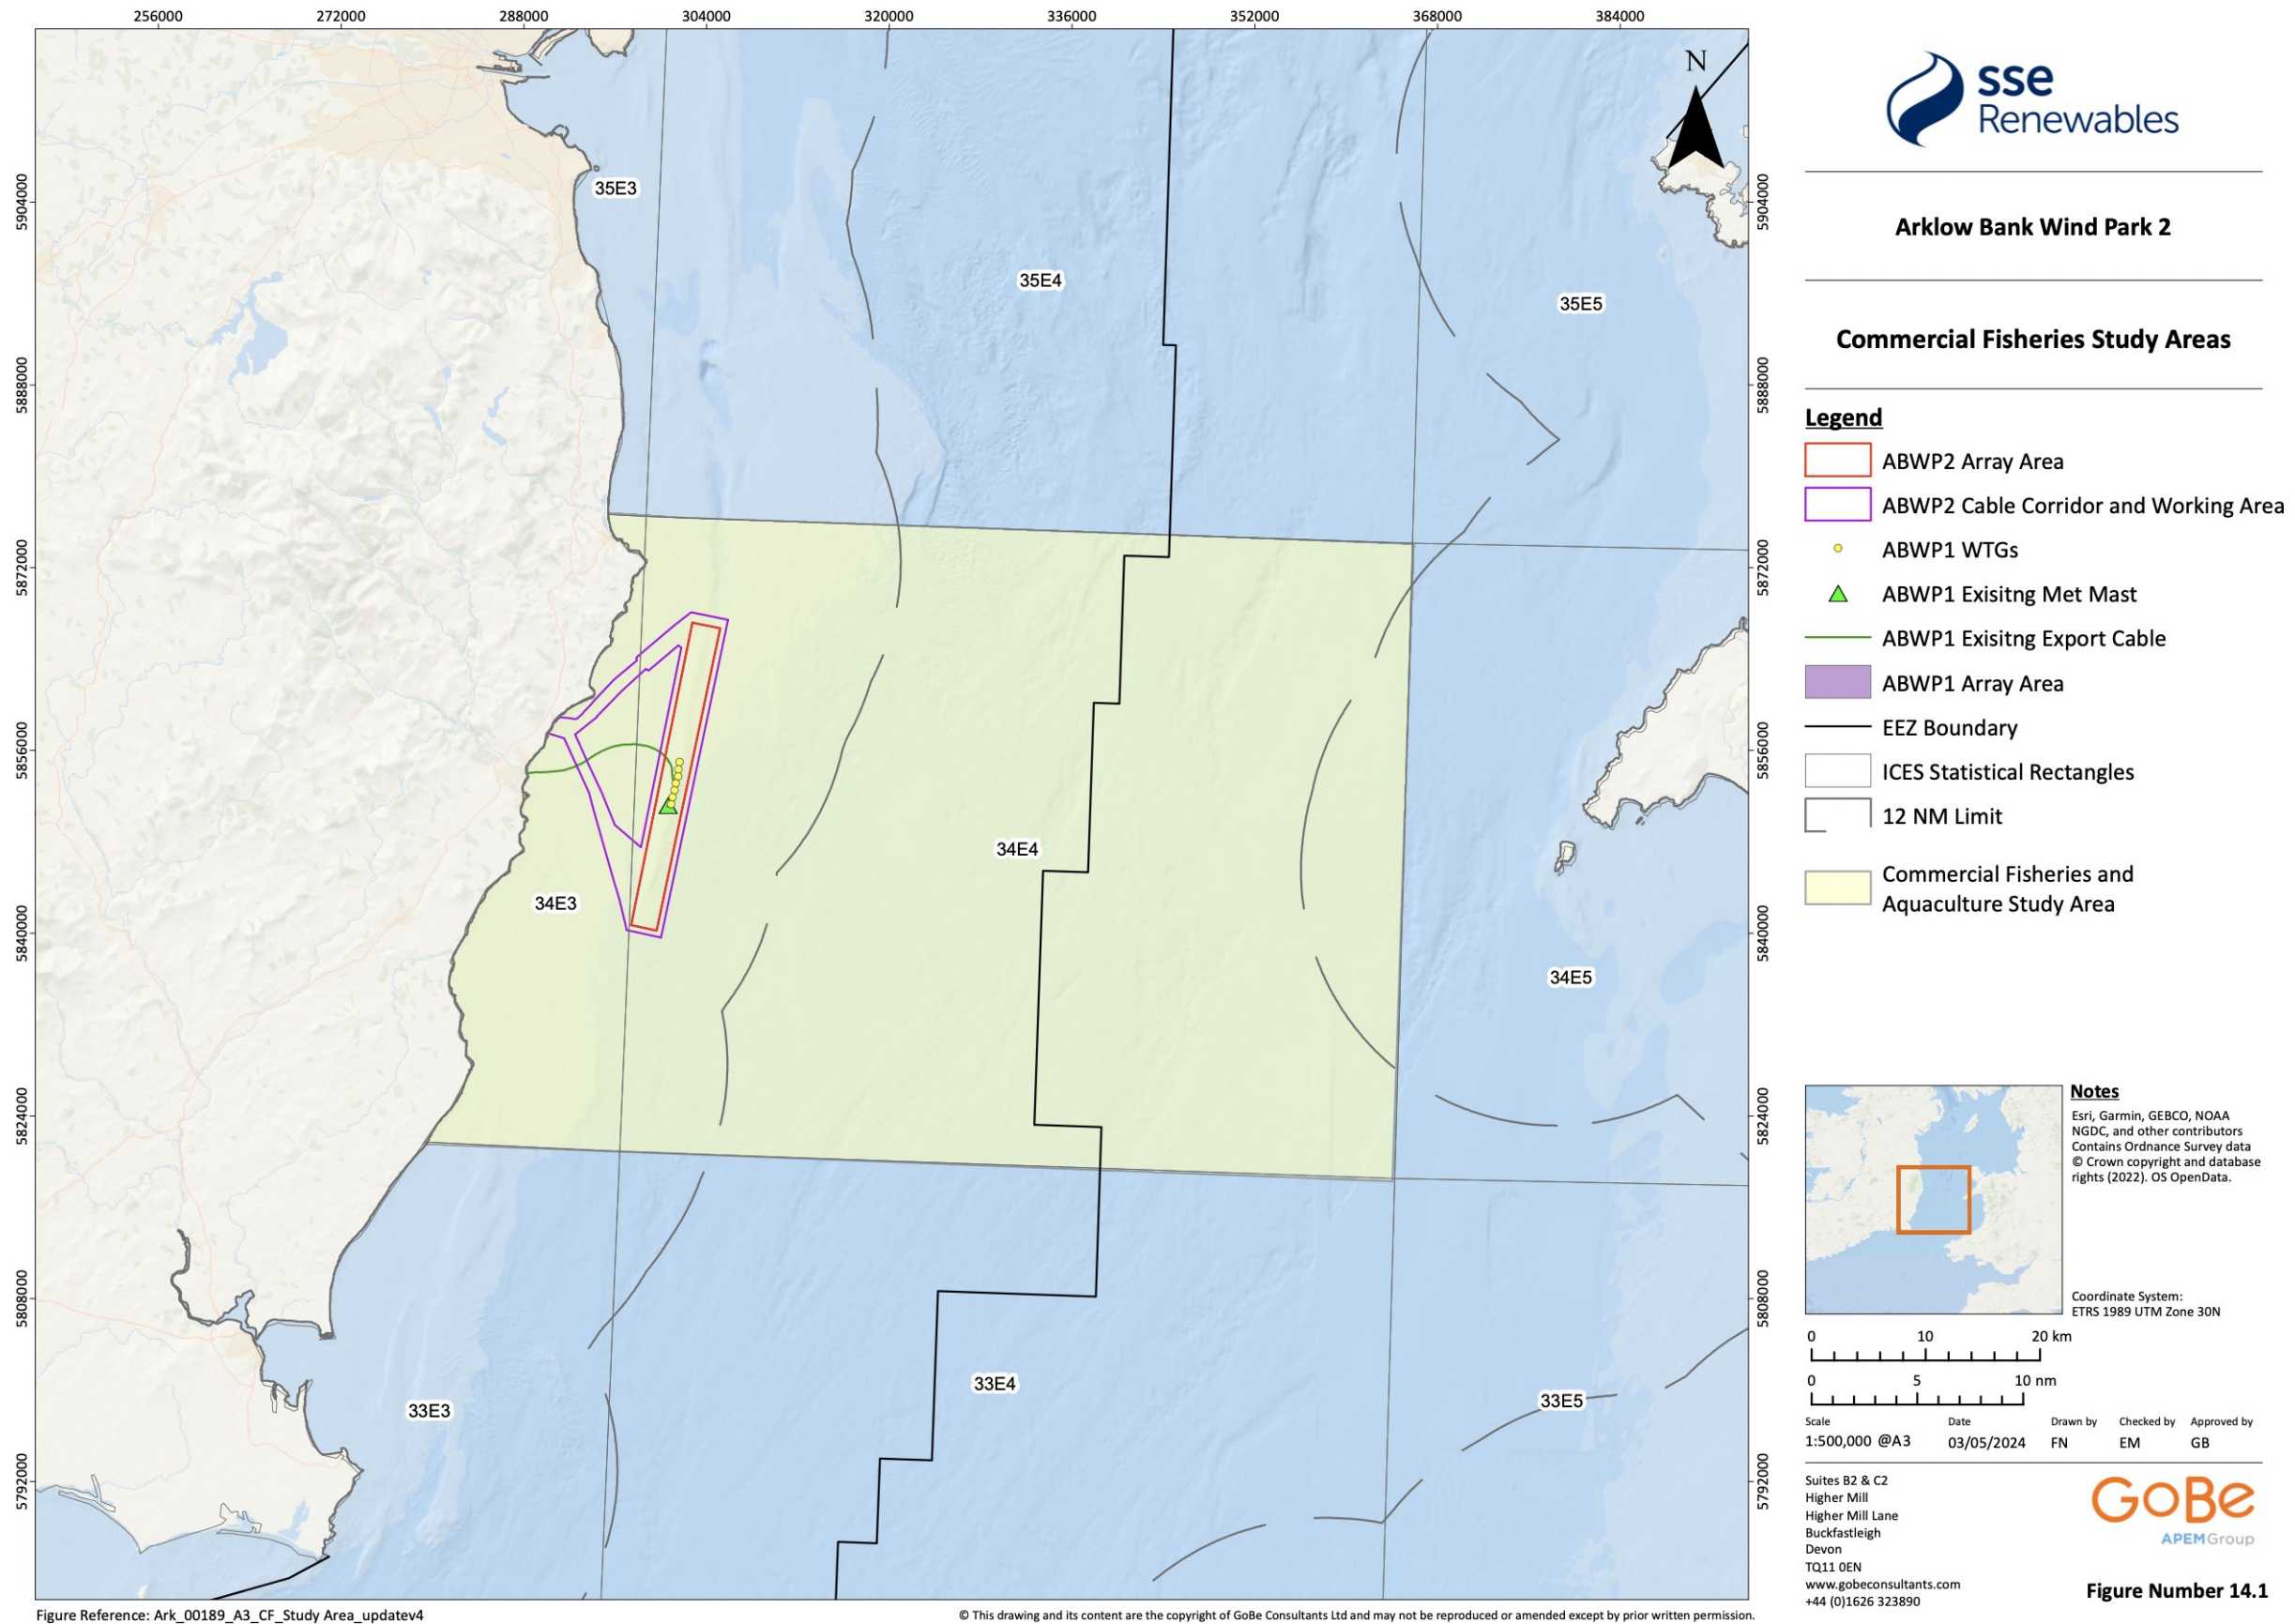 256000 272000 288000 304000 320000 336000 352000 368000 384000
5904000
5888000
5872000
5856000
5840000
5824000
5808000
5792000
35E3
35E4
35E5
34E3
34E4
34E5
33E3
33E4
33E5
N
5904000
5888000
5872000
5856000
5840000
5824000
5808000
5792000
sse
Renewables
Arklow Bank Wind Park 2
Commercial Fisheries Study Areas
Legend
ABWP2 Array Area
ABWP2 Cable Corridor and Working Area
ABWP1 WTGs
ABWP1 Exisitng Met Mast
ABWP1 Exisitng Export Cable
ABWP1 Array Area
EEZ Boundary
ICES Statistical Rectangles
12 NM Limit
Commercial Fisheries and
Aquaculture Study Area
Notes
Esri, Garmin, GEBCO, NOAA
NGDC, and other contributors
Contains Ordnance Survey data
© Crown copyright and database
rights (2022). OS OpenData.
Coordinate System:
ETRS 1989 UTM Zone 30N
0 10 20 km
0 5 10 nm
Scale Date Drawn by Checked by Approved by
1:500,000 @A3 03/05/2024 FN EM GB
Suites B2 & C2
Higher Mill
Higher Mill Lane
Buckfastleigh
Devon
TQ11 0EN
www.gobeconsultants.com
+44 (0)1626 323890
GoBe
APEMGroup
Figure Number 14.1
Figure Reference: Ark_00189_A3_CF_Study Area_updatev4
© This drawing and its content are the copyright of GoBe Consultants Ltd and may not be reproduced or amended except by prior written permission.